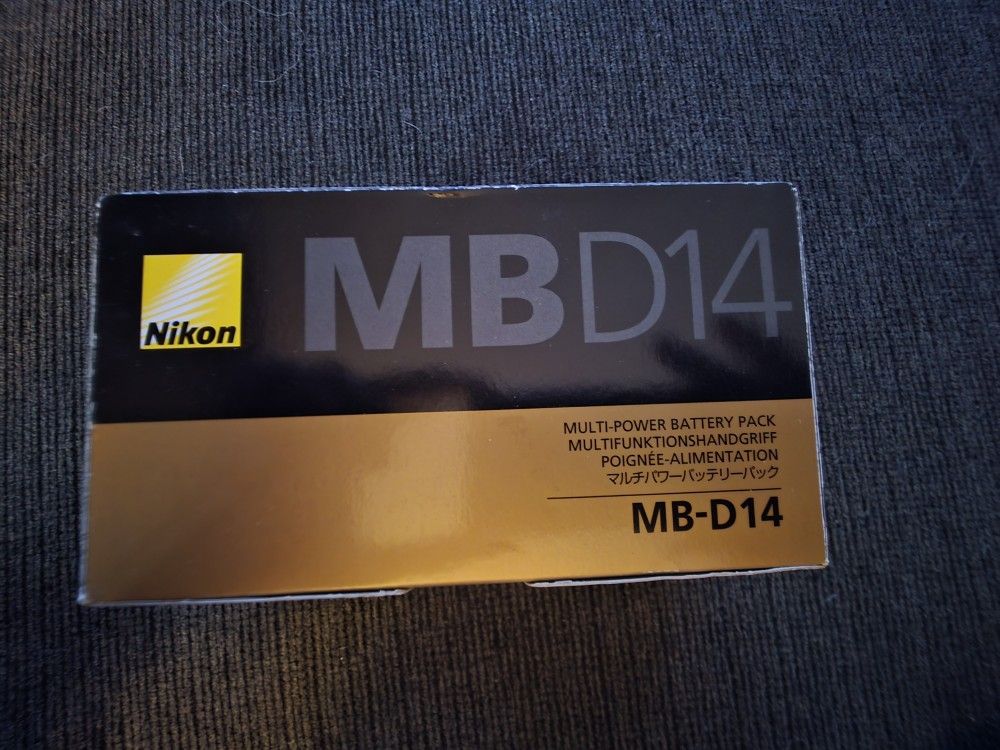 Nikon
MBD14
MULTI-POWER BATTERY PACK
MULTIFUNKTIONSHANDGRIFF
POIGNÉE-ALIMENTATION
マルチパワーバッテリーパック
MB-D14